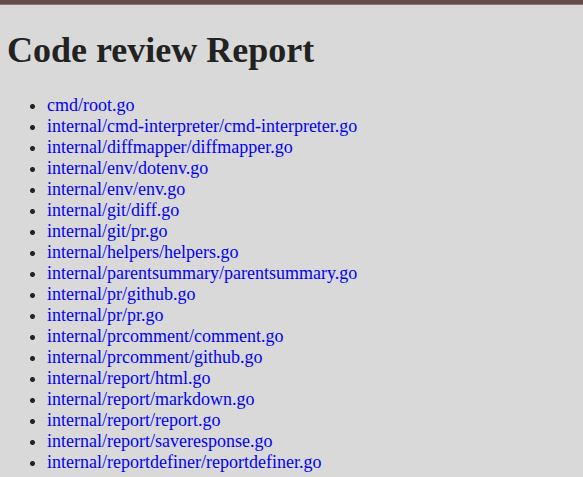 Code review Report
cmd/root.go
internal/cmd-interpreter/cmd-interpreter.go
internal/diffmapper/diffmapper.go
internal/env/dotenv.go
internal/env/env.go
internal/git/diff.go
internal/git/pr.go
internal/helpers/helpers.go
internal/parentsummary/parentsummary.go
internal/pr/github.go
internal/pr/pr.go
internal/prcomment/comment.go
internal/prcomment/github.go
internal/report/html.go
internal/report/markdown.go
internal/report/report.go
internal/report/saveresponse.go
internal/reportdefiner/reportdefiner.go